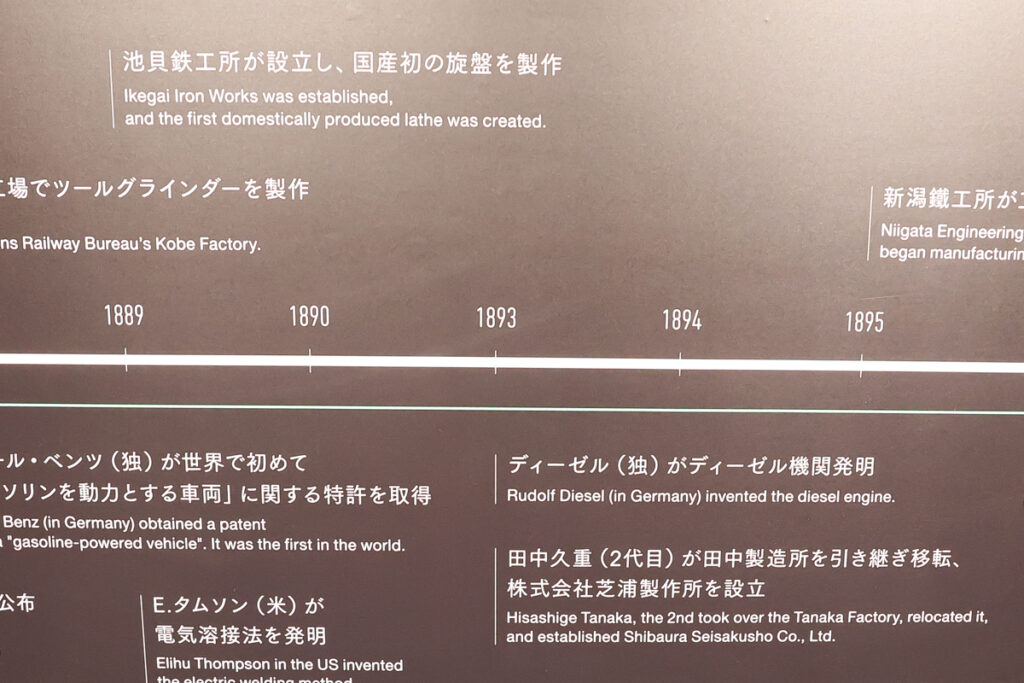 池貝鉄工所が設立し、国産初の旋盤を製作
Ikegai Iron Works was established,
and the first domestically produced lathe was created.
工場でツールグラインダーを製作
ns Railway Bureau's Kobe Factory.
新潟鐵工所が工
Niigata Engineering
began manufacturin
1889
1890
1893
1894
1895
ール・ベンツ（独）が世界で初めて
ソリンを動力とする車両」に関する特許を取得
Benz (in Germany) obtained a patent
a "gasoline-powered vehicle". It was the first in the world.
公布
E.タムソン（米）が
電気溶接法を発明
Elihu Thompson in the US invented
the electric welding method
ディーゼル（独）がディーゼル機関発明
Rudolf Diesel (in Germany) invented the diesel engine.
田中久重（2代目）が田中製造所を引き継ぎ移転、
株式会社芝浦製作所を設立
Hisashige Tanaka, the 2nd took over the Tanaka Factory, relocated it,
and established Shibaura Seisakusho Co., Ltd.